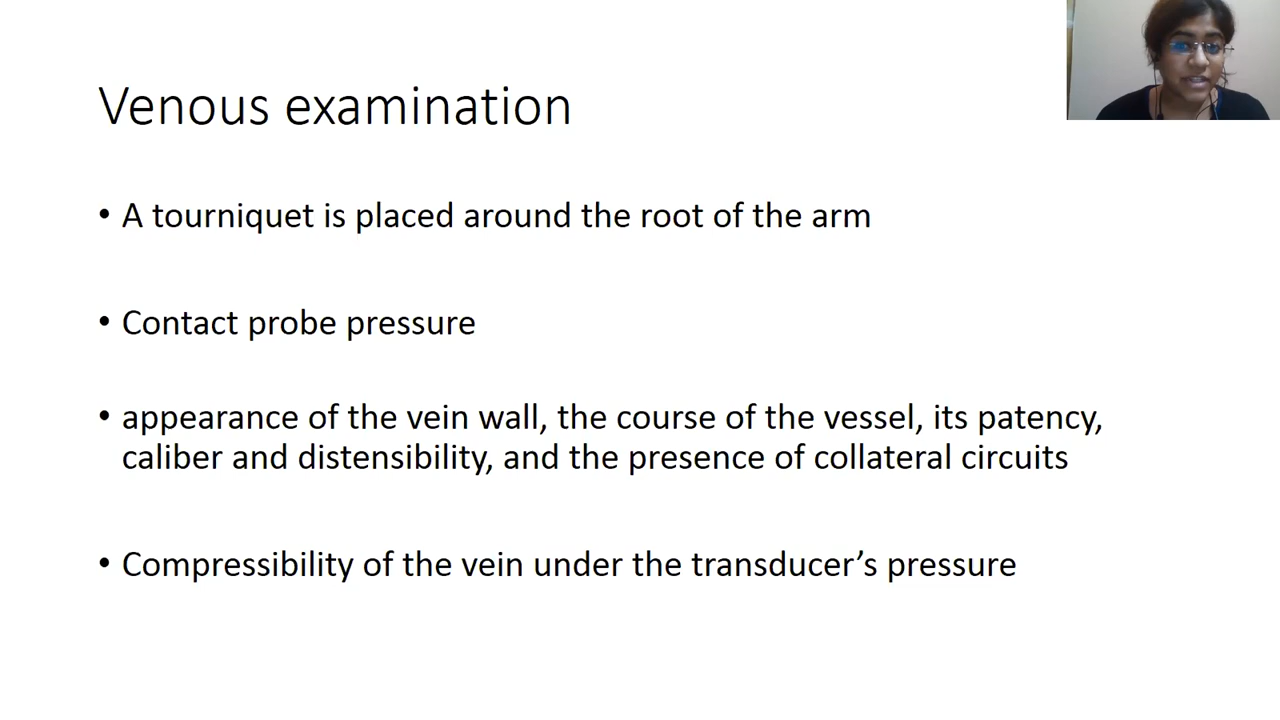 Venous examination
• A tourniquet is placed around the root of the arm
• Contact probe pressure
• appearance of the vein wall, the course of the vessel, its patency,
caliber and distensibility, and the presence of collateral circuits
• Compressibility of the vein under the transducer’s pressure